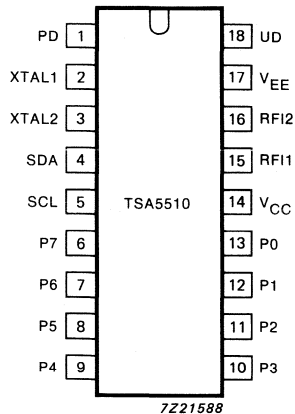 PD 1 18 UD
XTAL1 2 17 VEE
XTAL2 3 16 RFI2
SDA 4 15 RFI1
TSA5510
SCL 5 14 VCC
P7 6 13 P0
P6 7 12 P1
P5 8 11 P2
P4 9 10 P3
7Z21588